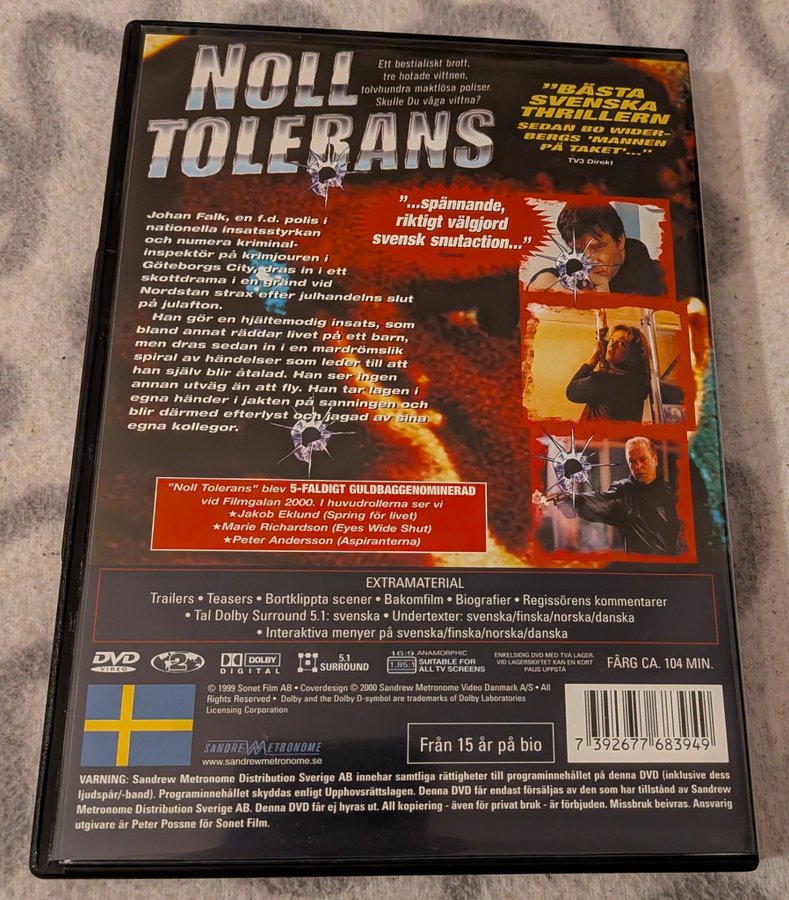 NOLL
TOLERANS
Ett bestialiskt brott,
tre hotade vittnen,
tolvhundra maktlösa poliser.
Skulle Du våga vittna?
"BÄSTA
SVENSKA
THRILLERN
SEDAN BO WIDER-
BERGS 'MANNEN
PÅ TAKET'..."
TV3 Direkt
"...spännande,
riktigt välgjord
svensk snutaction..."
Expressen
Johan Falk, en f.d. polis i
nationella insatsstyrkan
och numera kriminal-
inspektör på krimjouren i
Göteborgs City, dras in i ett
skottdrama i en gränd vid
Nordstan strax efter julhandelns slut
på julafton.
Han gör en hjältemodig insats, som
bland annat räddar livet på ett barn,
men dras sedan in i en mardrömslik
spiral av händelser som leder till att
han själv blir åtalad. Han ser ingen
annan utväg än att fly. Han tar lagen i
egna händer i jakten på sanningen och
blir därmed efterlyst och jagad av sina
egna kollegor.
"Noll Tolerans" blev 5-FALDIGT GULDBAGGENOMINERAD
vid Filmgalan 2000. I huvudrollerna ser vi
★Jakob Eklund (Spring för livet)
★Marie Richardson (Eyes Wide Shut)
★Peter Andersson (Aspiranterna)
EXTRAMATERIAL
Trailers • Teasers • Bortklippta scener • Bakomfilm • Biografier • Regissörens kommentarer
• Tal Dolby Surround 5.1: svenska • Undertexter: svenska/finska/norska/danska
• Interaktiva menyer på svenska/finska/norska/danska
DVD
VIDEO
2
DOLBY
DIGITAL
5.1
SURROUND
16:9 ANAMORPHIC
1,85:1
SUITABLE FOR
ALL TV SCREENS
ENKELSIDIG DVD MED TVÅ LAGER.
VID LAGERSKIFTET KAN EN KORT
PAUS UPPSTÅ
FÄRG CA. 104 MIN.
© 1999 Sonet Film AB • Coverdesign © 2000 Sandrew Metronome Video Danmark A/S • All
Rights Reserved • Dolby and the Dolby D-symbol are trademarks of Dolby Laboratories
Licensing Corporation
SANDREW METRONOME
www.sandrewmetronome.se
Från 15 år på bio
7 392677 683949
VARNING: Sandrew Metronome Distribution Sverige AB innehar samtliga rättigheter till programinnehållet på denna DVD (inklusive dess
ljudspår/-band). Programinnehållet skyddas enligt Upphovsrättslagen. Denna DVD får endast försäljas av den som har tillstånd av Sandrew
Metronome Distribution Sverige AB. Denna DVD får ej hyras ut. All kopiering - även för privat bruk - är förbjuden. Missbruk beivras. Ansvarig
utgivare är Peter Possne för Sonet Film.